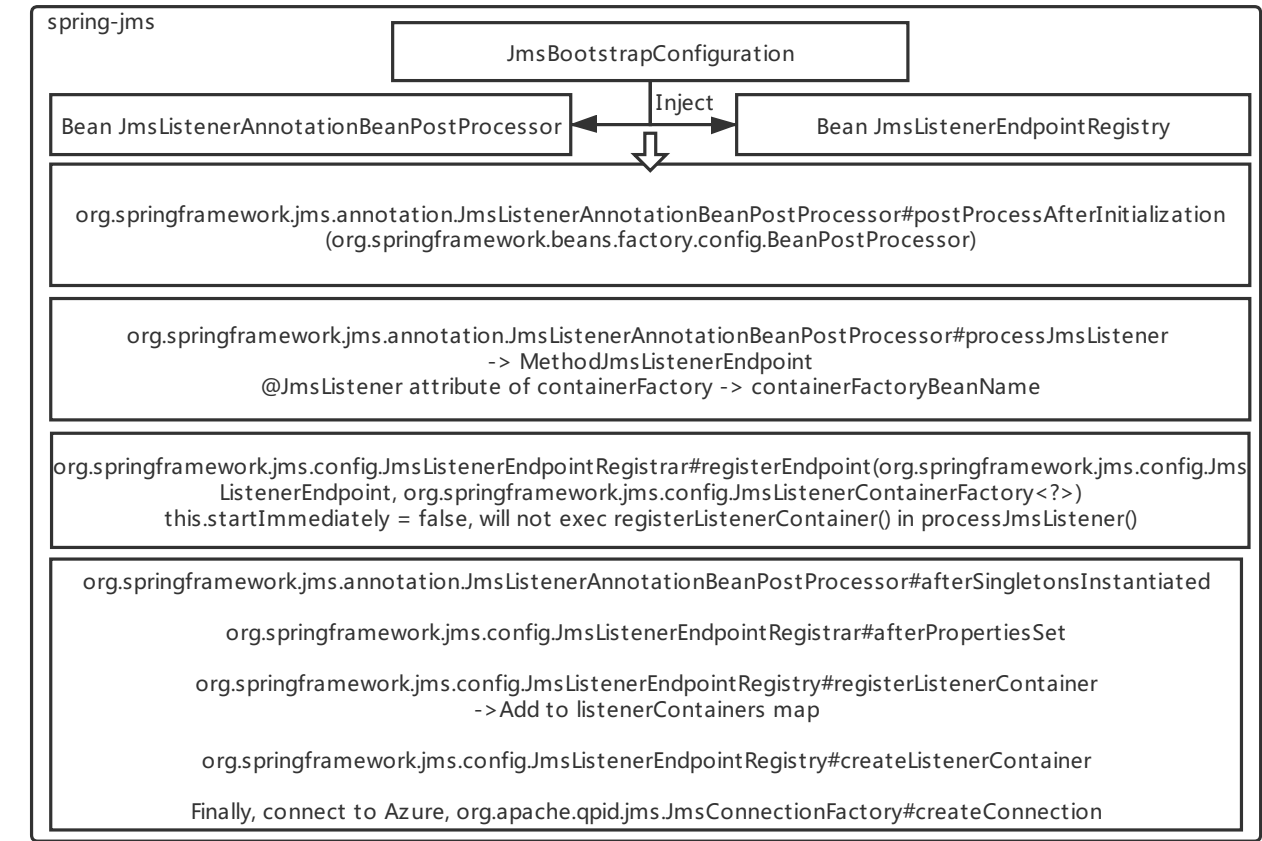 spring-jms
JmsBootstrapConfiguration
Inject
Bean JmsListenerAnnotationBeanPostProcessor
Bean JmsListenerEndpointRegistry
org.springframework.jms.annotation.JmsListenerAnnotationBeanPostProcessor#postProcessAfterInitialization
(org.springframework.beans.factory.config.BeanPostProcessor)
org.springframework.jms.annotation.JmsListenerAnnotationBeanPostProcessor#processJmsListener
-> MethodJmsListenerEndpoint
@JmsListener attribute of containerFactory -> containerFactoryBeanName
org.springframework.jms.config.JmsListenerEndpointRegistrar#registerEndpoint(org.springframework.jms.config.Jms
ListenerEndpoint, org.springframework.jms.config.JmsListenerContainerFactory<?>)
this.startImmediately = false, will not exec registerListenerContainer() in processJmsListener()
org.springframework.jms.annotation.JmsListenerAnnotationBeanPostProcessor#afterSingletonsInstantiated
org.springframework.jms.config.JmsListenerEndpointRegistrar#afterPropertiesSet
org.springframework.jms.config.JmsListenerEndpointRegistry#registerListenerContainer
->Add to listenerContainers map
org.springframework.jms.config.JmsListenerEndpointRegistry#createListenerContainer
Finally, connect to Azure, org.apache.qpid.jms.JmsConnectionFactory#createConnection